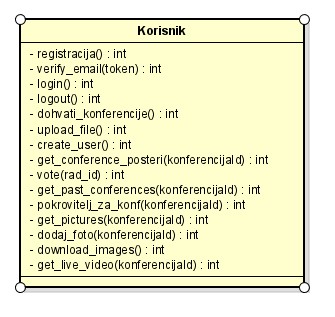 Korisnik
- registracija() : int
- verify_email(token) : int
- login() : int
- logout() : int
- dohvati_konferencije() : int
- upload_file() : int
- create_user() : int
- get_conference_posteri(konferencijaId) : int
- vote(rad_id) : int
- get_past_conferences(konferencijaId) : int
- pokrovitelj_za_konf(konferencijaId) : int
- get_pictures(konferencijaId) : int
- dodaj_foto(konferencijaId) : int
- download_images() : int
- get_live_video(konferencijaId) : int